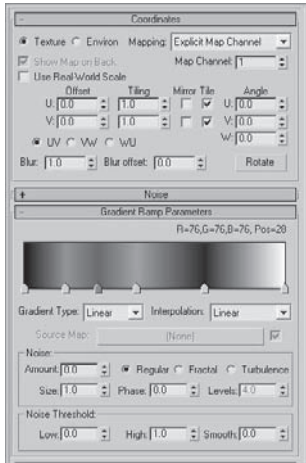 - Coordinates
Texture Environ Mapping: Explicit Map Channel
Show Map on Back Map Channel: 1
Use Real-World Scale
Offset Tiling Mirror Tile Angle
U: 0.0 1.0 U: 0.0
V: 0.0 1.0 V: 0.0
W: 0.0
UV VW WU
Blur: 1.0 Blur offset: 0.0 Rotate
+ Noise
- Gradient Ramp Parameters
R=76,G=76,B=76, Pos=28
Gradient Type: Linear Interpolation: Linear
Source Map: (None)
Noise:
Amount: 0.0 Regular Fractal Turbulence
Size: 1.0 Phase: 0.0 Levels: 4.0
Noise Threshold:
Low: 0.0 High: 1.0 Smooth: 0.0